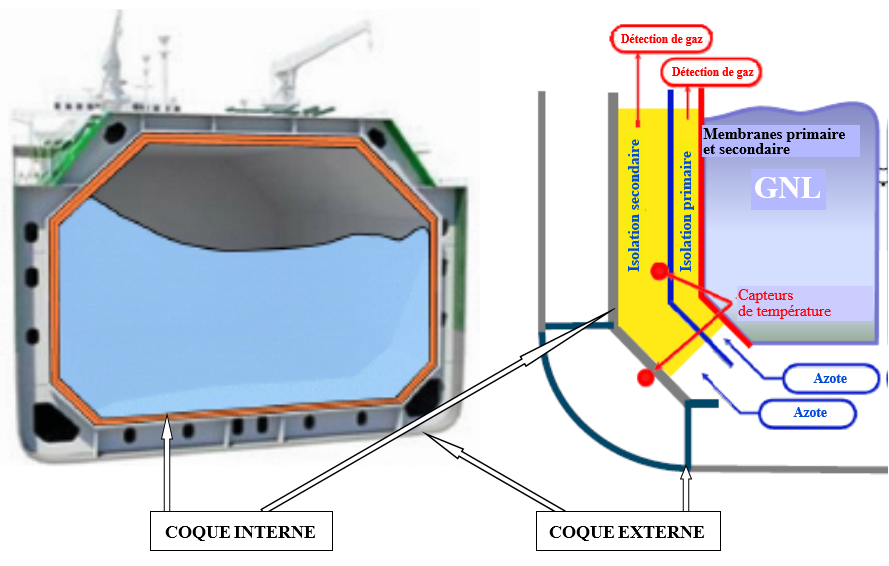 Détection de gaz
Détection de gaz
Membranes primaire
et secondaire
GNL
Isolation secondaire
Isolation primaire
Capteurs
de température
Azote
Azote
COQUE INTERNE
COQUE EXTERNE